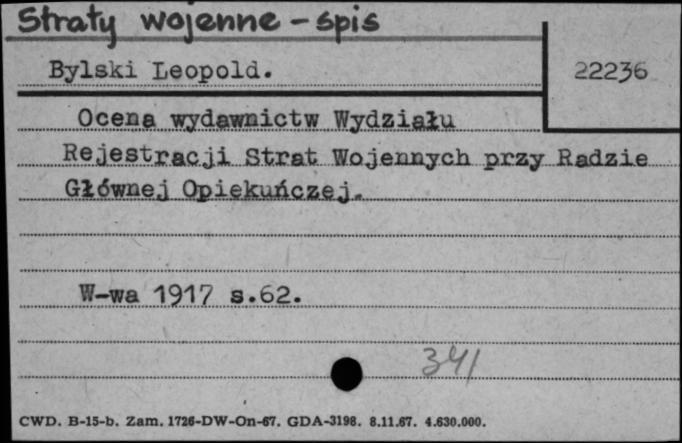 Straty wojenne – spis
Bylski Leopold.
22236
Ocena wydawnictw Wydziału
Rejestracji Strat Wojennych przy Radzie
Głównej Opiekuńczej.
W-wa 1917 s.62.
341
CWD. B-15-b. Zam. 1726-DW-On-67. GDA-3198. 8.11.67. 4.630.000.